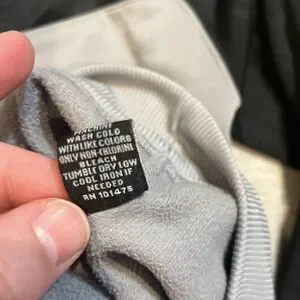 MACHINE
WASH COLD
WITH LIKE COLORS
ONLY NON-CHLORINE
BLEACH
TUMBLE DRY LOW
COOL IRON IF
NEEDED
RN 101475